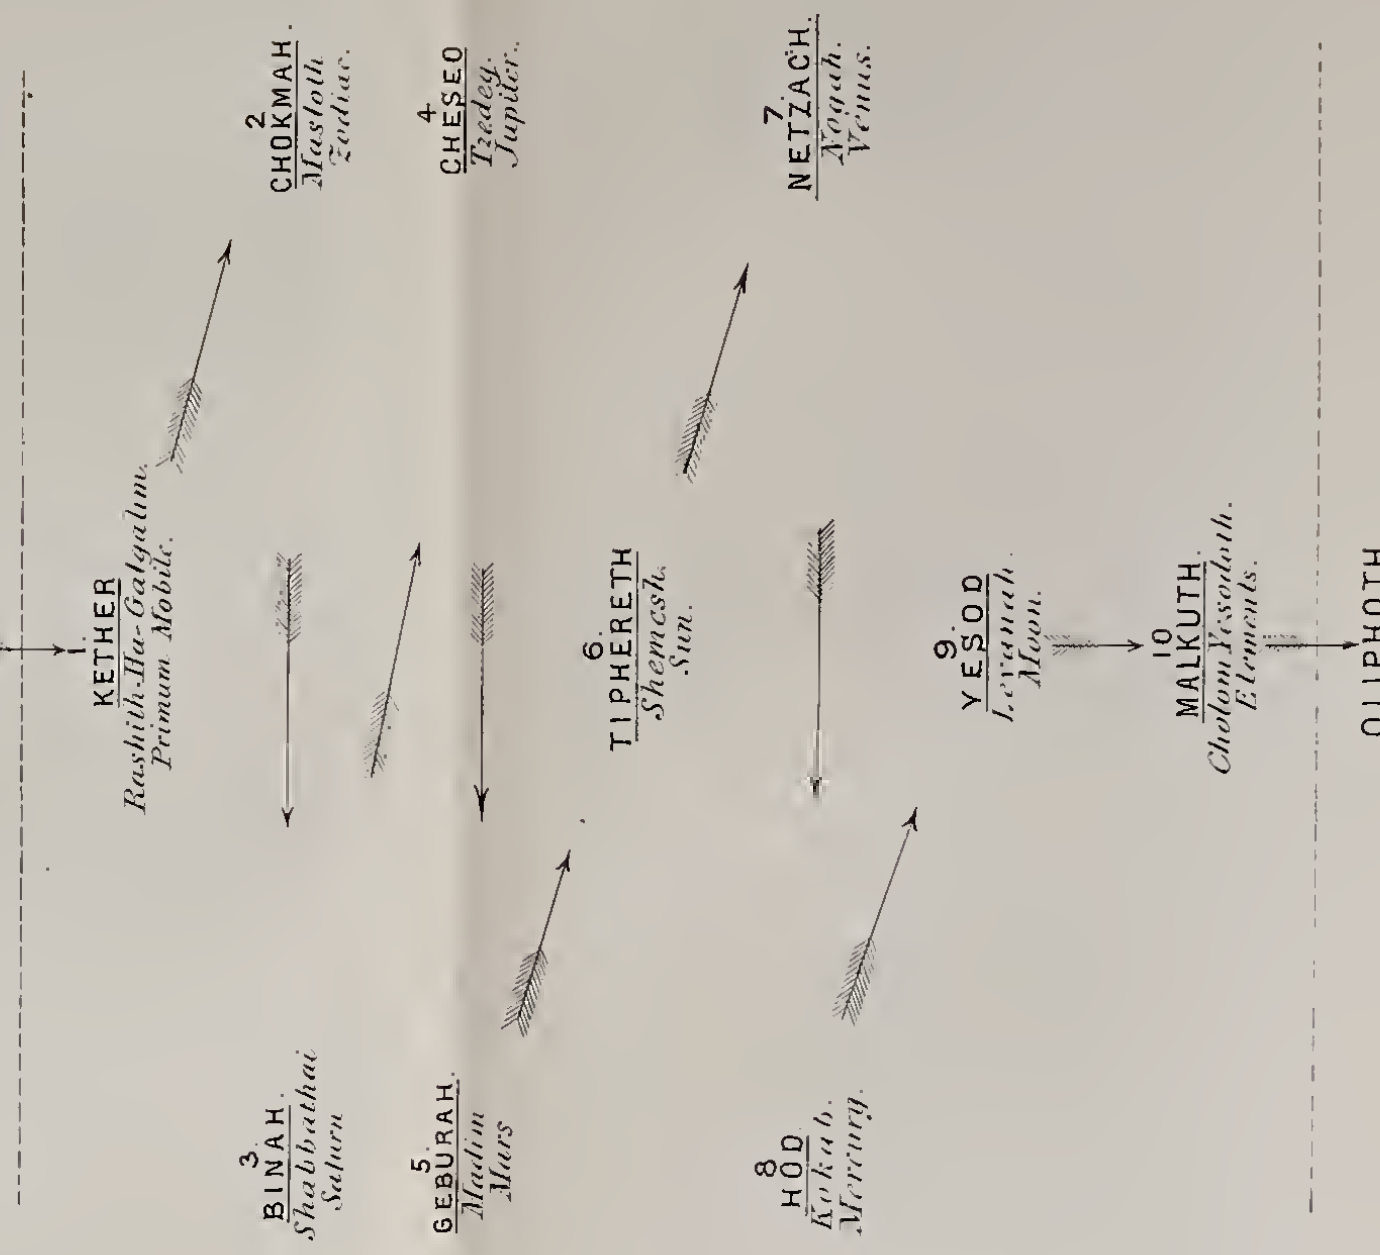 1.
KETHER
Rashith-Ha-Galgalim.
Primum Mobile.
2
CHOKMAH.
Masloth
Zodiac.
3.
BINAH.
Shabbathai
Saturn
4
CHESED
Tzedeq.
Jupiter.
5.
GEBURAH.
Madim
Mars
6.
TIPHERETH
Shemesh.
Sun.
7.
NETZACH.
Nogah.
Venus.
8
HOD
Kokab.
Mercury.
9.
YESOD
Levanah.
Moon.
10
MALKUTH.
Cholom Yesodoth.
Elements.
QLIPHOTH